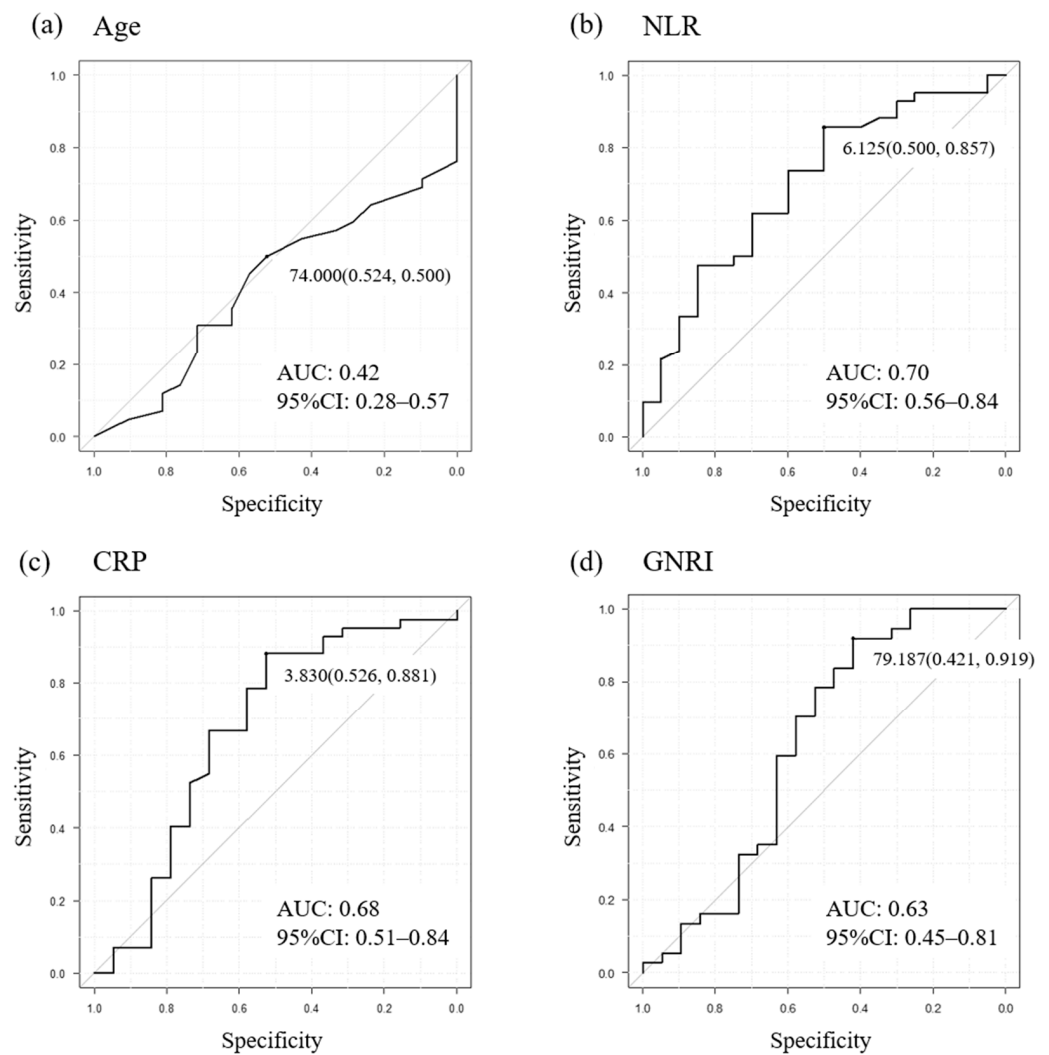 (a) Age
1.0
0.8
0.6
0.4
0.2
0.0
Sensitivity
74.000(0.524, 0.500)
AUC: 0.42
95%CI: 0.28–0.57
1.0 0.8 0.6 0.4 0.2 0.0
Specificity
(b) NLR
1.0
0.8
0.6
0.4
0.2
0.0
Sensitivity
6.125(0.500, 0.857)
AUC: 0.70
95%CI: 0.56–0.84
1.0 0.8 0.6 0.4 0.2 0.0
Specificity
(c) CRP
1.0
0.8
0.6
0.4
0.2
0.0
Sensitivity
3.830(0.526, 0.881)
AUC: 0.68
95%CI: 0.51–0.84
1.0 0.8 0.6 0.4 0.2 0.0
Specificity
(d) GNRI
1.0
0.8
0.6
0.4
0.2
0.0
Sensitivity
79.187(0.421, 0.919)
AUC: 0.63
95%CI: 0.45–0.81
1.0 0.8 0.6 0.4 0.2 0.0
Specificity